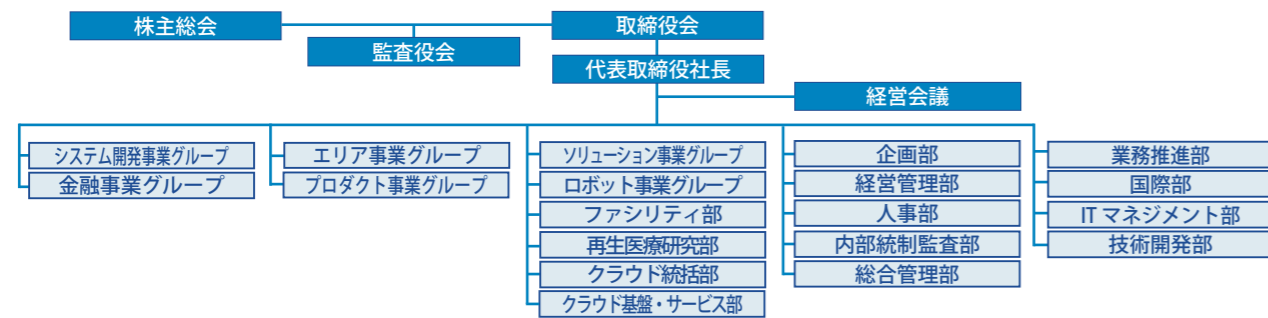 株主総会
取締役会
監査役会
代表取締役社長
経営会議
システム開発事業グループ
金融事業グループ
エリア事業グループ
プロダクト事業グループ
ソリューション事業グループ
ロボット事業グループ
ファシリティ部
再生医療研究部
クラウド統括部
クラウド基盤・サービス部
企画部
経営管理部
人事部
内部統制監査部
総合管理部
業務推進部
国際部
ITマネジメント部
技術開発部